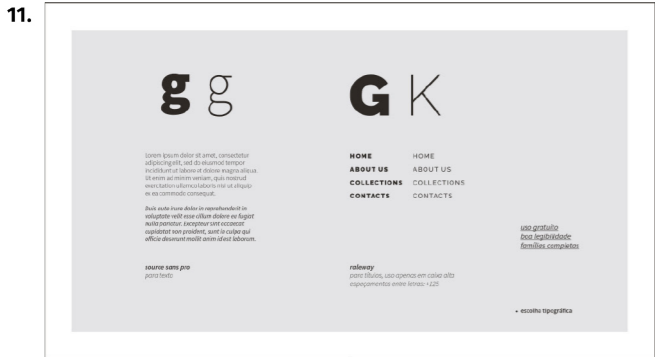 11.
g g
G K
Lorem ipsum dolor sit amet, consectetur
adipiscing elit, sed do eiusmod tempor
incididunt ut labore et dolore magna aliqua.
Ut enim ad minim veniam, quis nostrud
exercitation ullamco laboris nisi ut aliquip
ex ea commodo consequat.
Duis aute irure dolor in reprehenderit in
voluptate velit esse cillum dolore eu fugiat
nulla pariatur. Excepteur sint occaecat
cupidatat non proident, sunt in culpa qui
officia deserunt mollit anim id est laborum.
HOME HOME
ABOUT US ABOUT US
COLLECTIONS COLLECTIONS
CONTACTS CONTACTS
uso gratuito
boa legibilidade
famílias completas
source sans pro
para texto
raleway
para títulos, uso apenas em caixa alta
espaçamentos entre letras +125
• escolha tipográfica